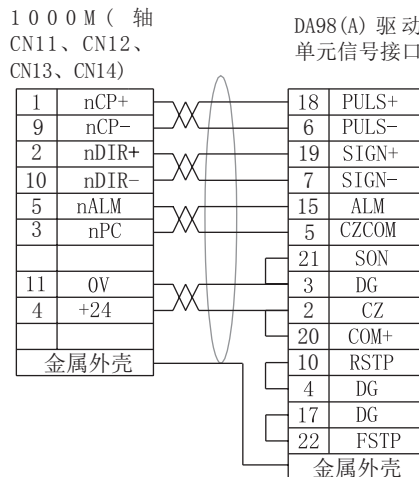 1000M(轴
CN11、CN12、
CN13、CN14)
DA98(A)驱动
单元信号接口
1 nCP+ 18 PULS+
9 nCP- 6 PULS-
2 nDIR+ 19 SIGN+
10 nDIR- 7 SIGN-
5 nALM 15 ALM
3 nPC 5 CZCOM
21 SON
11 0V 3 DG
4 +24 2 CZ
20 COM+
金属外壳 10 RSTP
4 DG
17 DG
22 FSTP
金属外壳